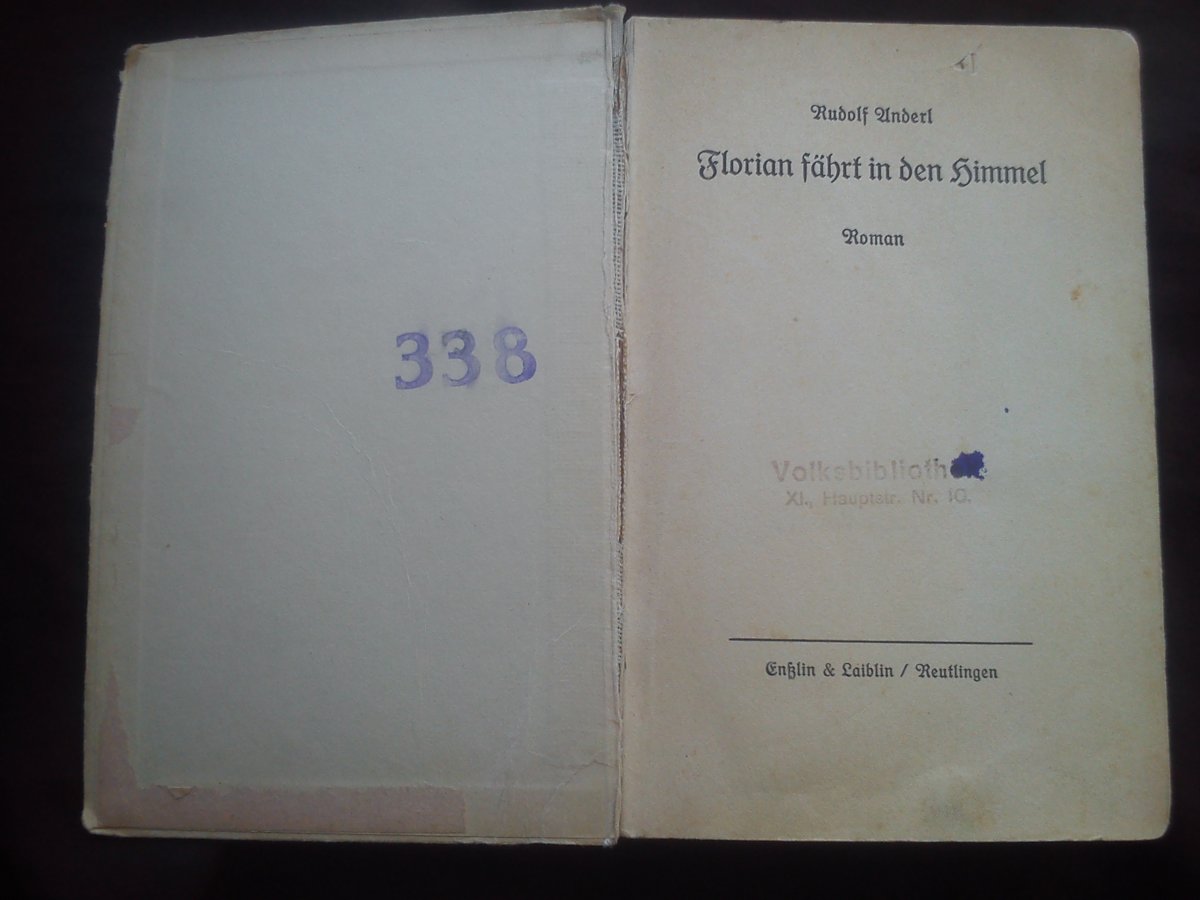 338
Rudolf Anderl
Florian fährt in den Himmel
Roman
XI., Hauptstr. Nr. 10.
Enßlin & Laiblin / Reutlingen